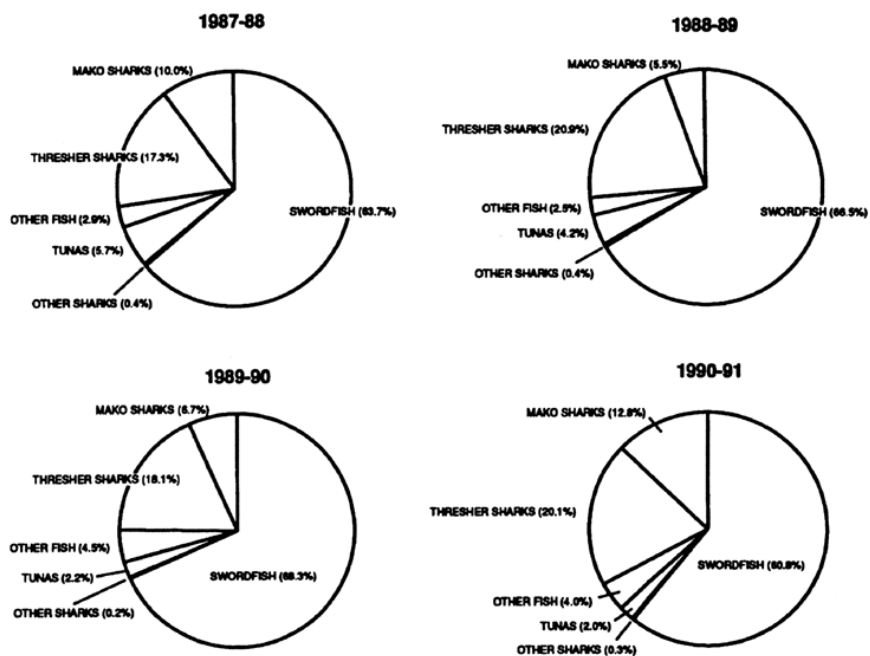 1987-88
MAKO SHARKS (10.0%)
THRESHER SHARKS (17.3%)
OTHER FISH (2.9%)
TUNAS (5.7%)
OTHER SHARKS (0.4%)
SWORDFISH (63.7%)
1988-89
MAKO SHARKS (5.5%)
THRESHER SHARKS (20.9%)
OTHER FISH (2.5%)
TUNAS (4.2%)
OTHER SHARKS (0.4%)
SWORDFISH (66.5%)
1989-90
MAKO SHARKS (6.7%)
THRESHER SHARKS (18.1%)
OTHER FISH (4.5%)
TUNAS (2.2%)
OTHER SHARKS (0.2%)
SWORDFISH (68.3%)
1990-91
MAKO SHARKS (12.8%)
THRESHER SHARKS (20.1%)
OTHER FISH (4.0%)
TUNAS (2.0%)
OTHER SHARKS (0.3%)
SWORDFISH (60.8%)